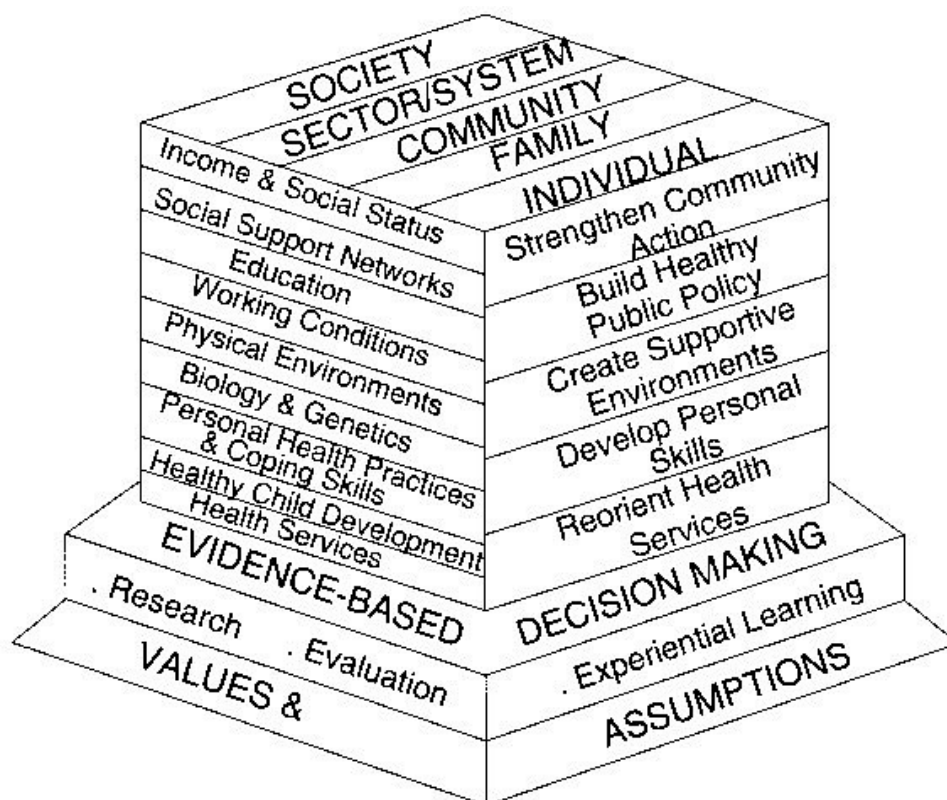 SOCIETY
SECTOR/SYSTEM
COMMUNITY
FAMILY
INDIVIDUAL
Income & Social Status
Social Support Networks
Education
Working Conditions
Physical Environments
Biology & Genetics
Personal Health Practices
& Coping Skills
Healthy Child Development
Health Services
Strengthen Community
Action
Build Healthy
Public Policy
Create Supportive
Environments
Develop Personal
Skills
Reorient Health
Services
EVIDENCE-BASED
DECISION MAKING
. Research
. Evaluation
. Experiential Learning
VALUES &
ASSUMPTIONS